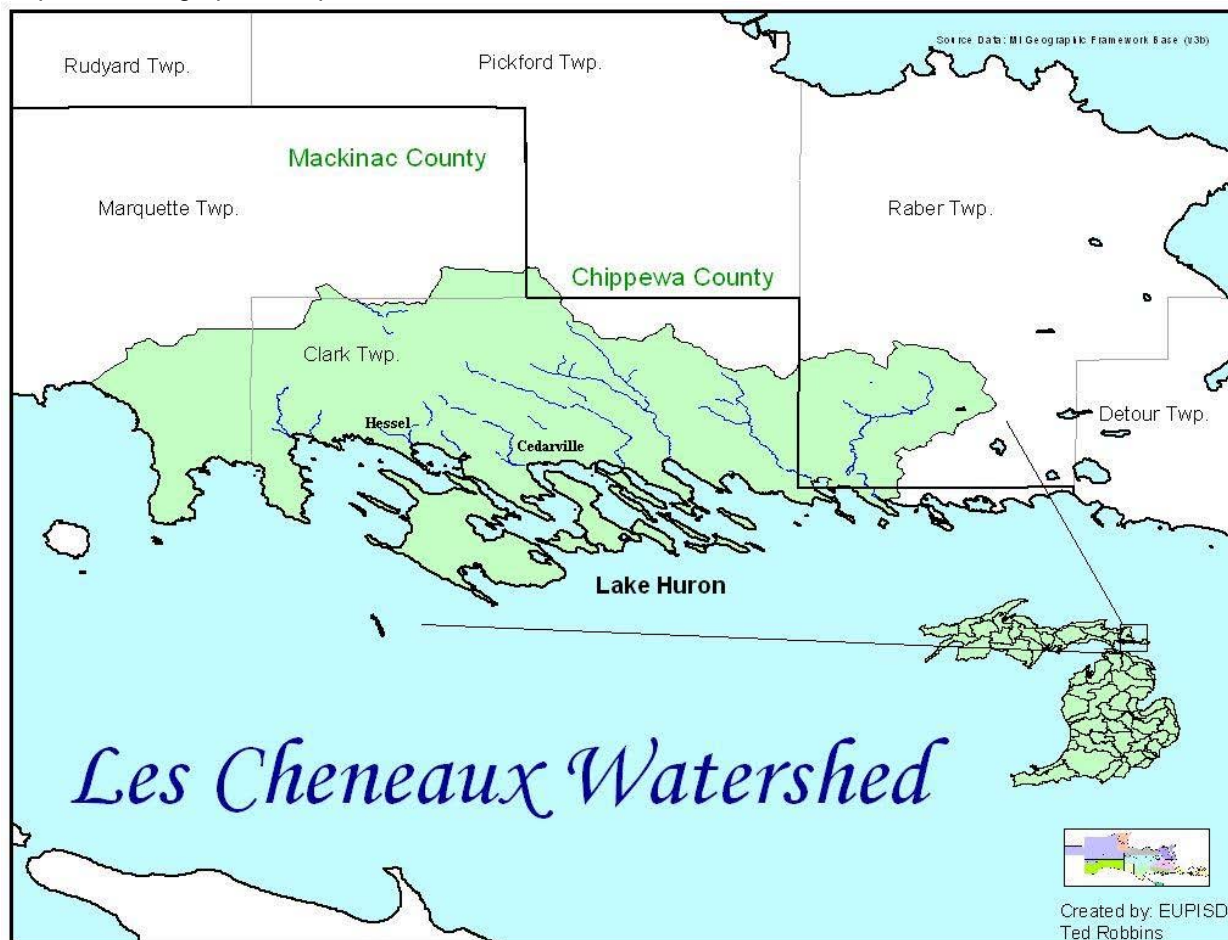 Source Data: MI Geographic Framework Base (v3b)
Rudyard Twp.
Pickford Twp.
Mackinac County
Marquette Twp.
Raber Twp.
Chippewa County
Clark Twp.
Hessel
Cedarville
Detour Twp.
Lake Huron
Les Cheneaux Watershed
Created by: EUPISD
Ted Robbins